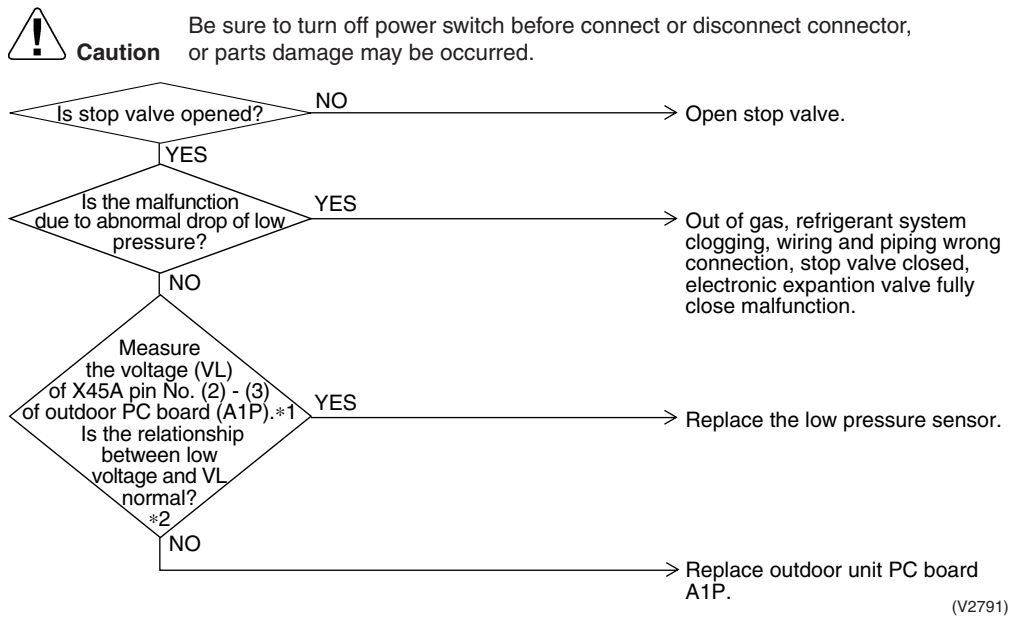 Caution
Be sure to turn off power switch before connect or disconnect connector,
or parts damage may be occurred.
Is stop valve opened?
NO
Open stop valve.
YES
Is the malfunction
due to abnormal drop of low
pressure?
YES
Out of gas, refrigerant system
clogging, wiring and piping wrong
connection, stop valve closed,
electronic expantion valve fully
close malfunction.
NO
Measure
the voltage (VL)
of X45A pin No. (2) - (3)
of outdoor PC board (A1P).*1
Is the relationship
between low
voltage and VL
normal?
*2
YES
Replace the low pressure sensor.
NO
Replace outdoor unit PC board
A1P.
(V2791)